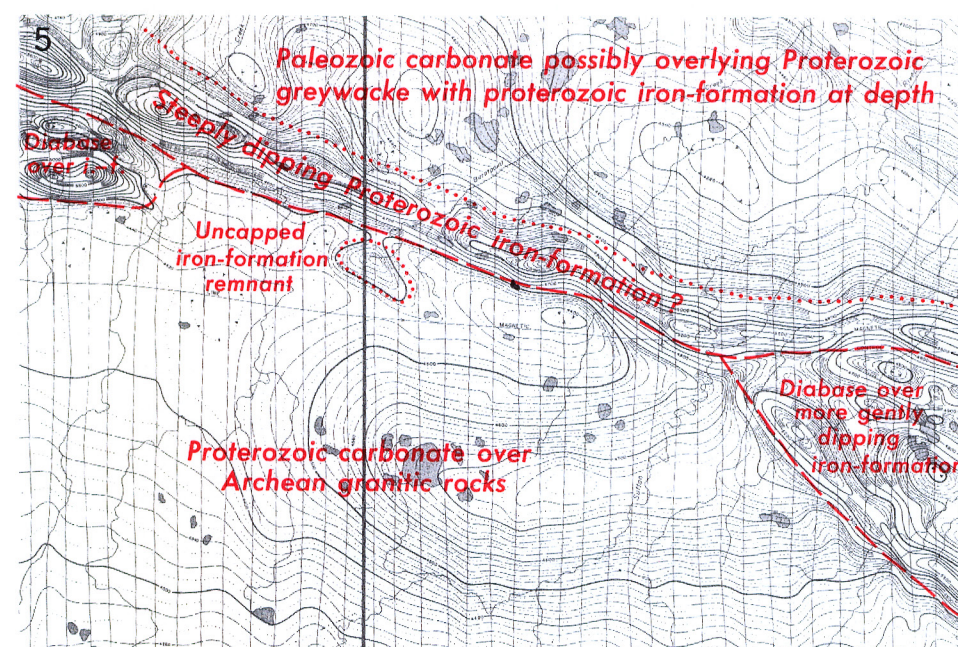 5
Paleozoic carbonate possibly overlying Proterozoic
greywacke with proterozoic iron-formation at depth
Steeply dipping Proterozoic iron-formation ?
Diabase
over i.-f.
Uncapped
iron-formation
remnant
MAGNETIC
Diabase over
more gently
dipping
iron-formation
MAGNETIC
Proterozoic carbonate over
Archean granitic rocks